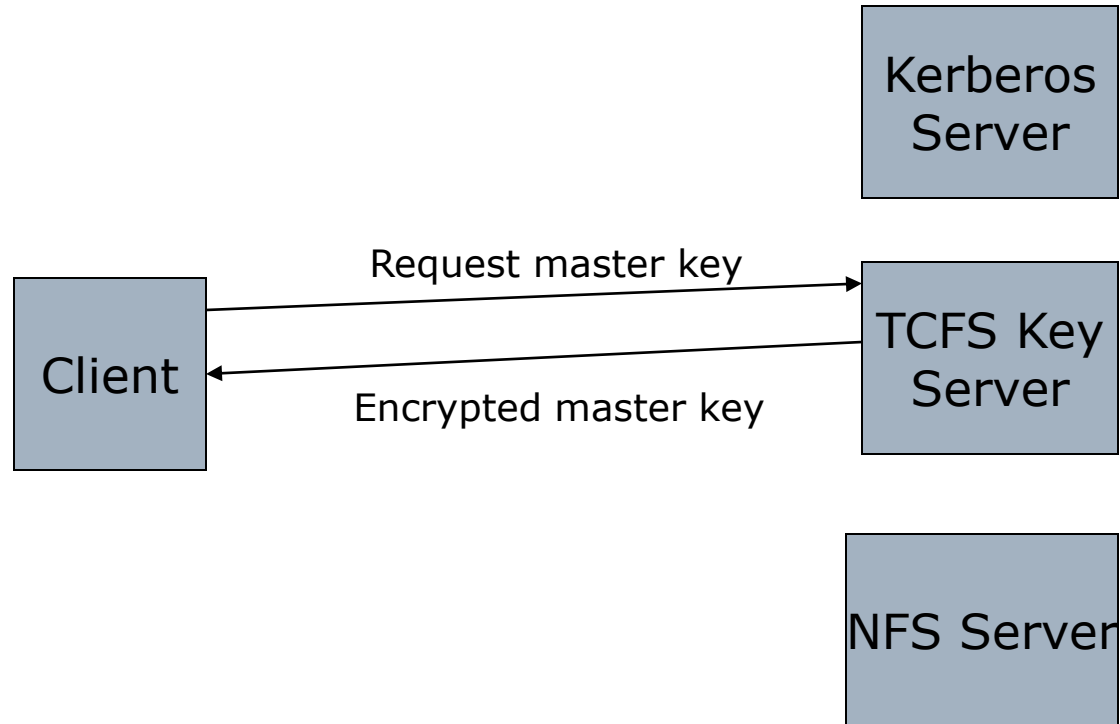 Kerberos
Server
Request master key
Client
TCFS Key
Server
Encrypted master key
NFS Server